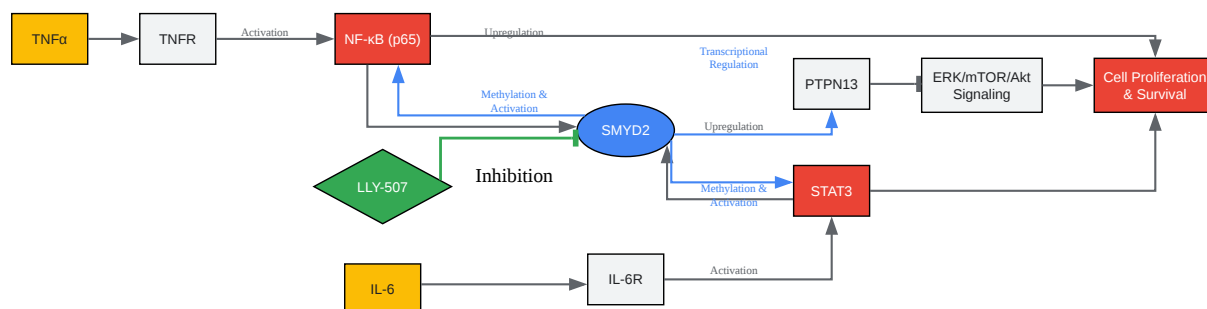 TNFα
TNFR
Activation
NF-κB (p65)
Upregulation
Transcriptional
Regulation
PTPN13
ERK/mTOR/Akt
Signaling
Cell Proliferation
& Survival
Methylation &
Activation
SMYD2
Upregulation
LLY-507
Inhibition
Methylation &
Activation
STAT3
IL-6
IL-6R
Activation